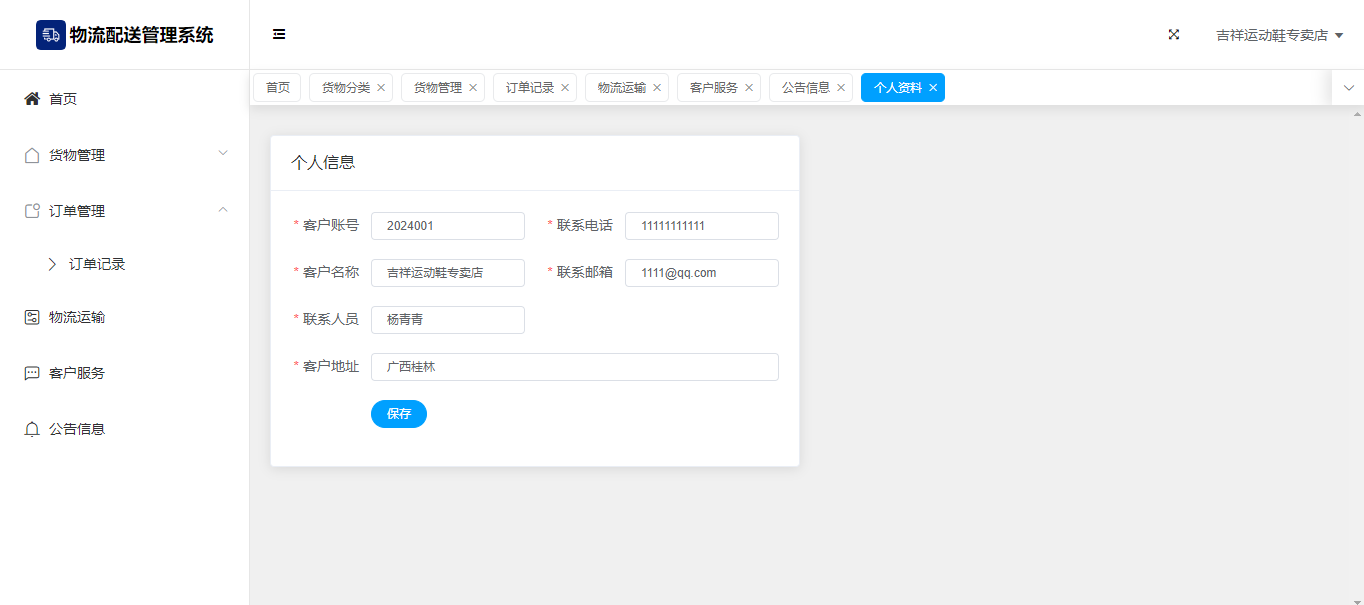 物流配送管理系统
吉祥运动鞋专卖店
首页
货物管理
订单管理
订单记录
物流运输
客户服务
公告信息
首页 货物分类 货物管理 订单记录 物流运输 客户服务 公告信息 个人资料
个人信息
* 客户账号 2024001 * 联系电话 11111111111
* 客户名称 吉祥运动鞋专卖店 * 联系邮箱 1111@qq.com
* 联系人员 杨青青
* 客户地址 广西桂林
保存